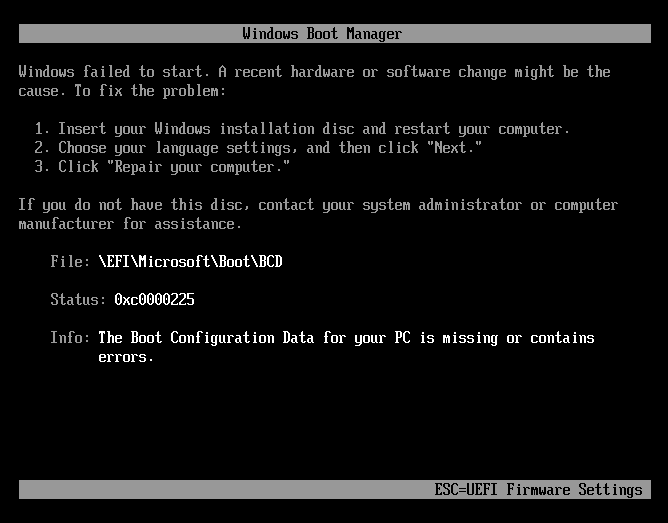 Windows Boot Manager
Windows failed to start. A recent hardware or software change might be the
cause. To fix the problem:
1. Insert your Windows installation disc and restart your computer.
2. Choose your language settings, and then click "Next."
3. Click "Repair your computer."
If you do not have this disc, contact your system administrator or computer
manufacturer for assistance.
File: \EFI\Microsoft\Boot\BCD
Status: 0xc0000225
Info: The Boot Configuration Data for your PC is missing or contains
errors.
ESC=UEFI Firmware Settings